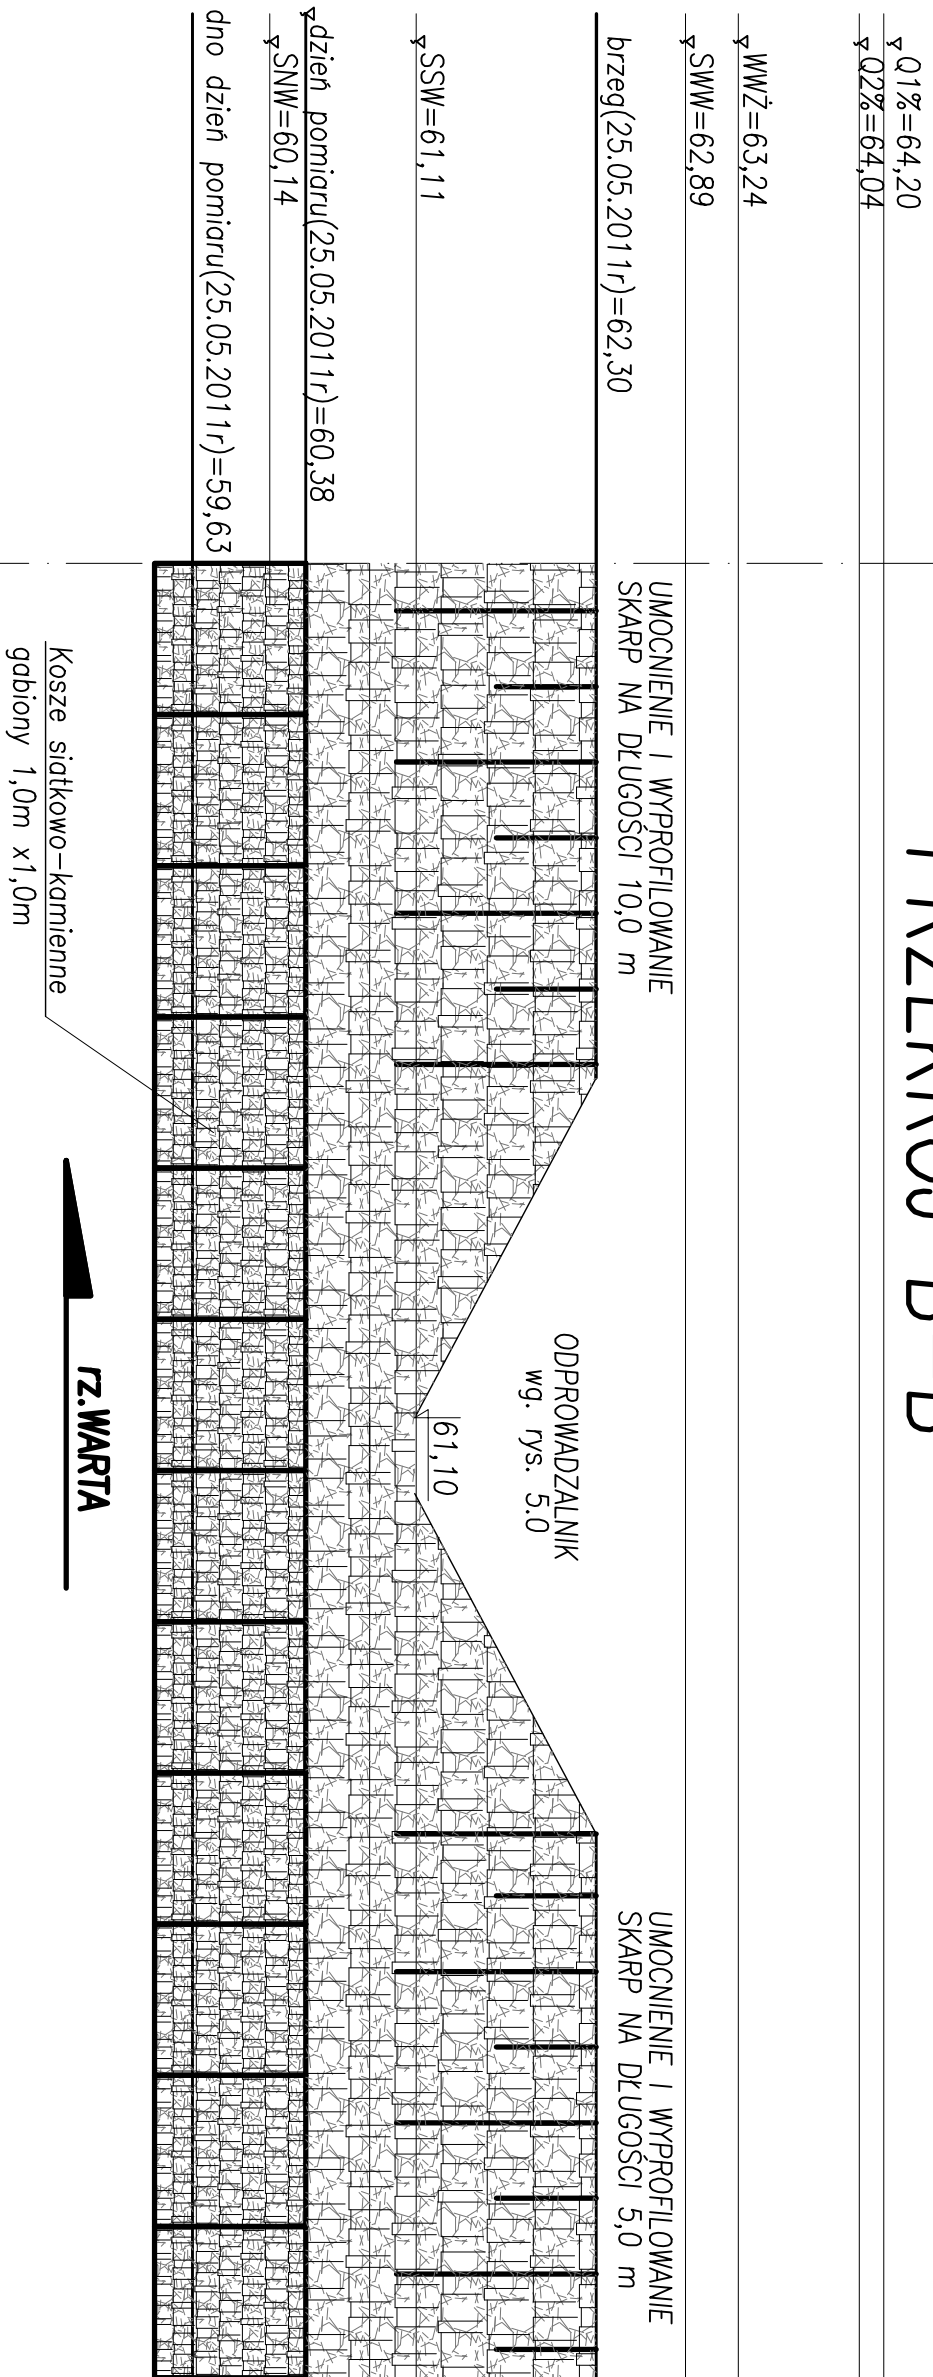 PRZEKRÓJ B-B
Q1%=64,20
Q2%=64,04
WWŻ=63,24
SWW=62,89
brzeg(25.05.2011r)=62,30
SSW=61,11
dzień pomiaru(25.05.2011r)=60,38
SNW=60,14
dno dzień pomiaru(25.05.2011r)=59,63
UMOCNIENIE I WYPROFILOWANIE
SKARP NA DŁUGOŚCI 10,0 m
ODPROWADZALNIK
wg. rys. 5.0
61,10
UMOCNIENIE I WYPROFILOWANIE
SKARP NA DŁUGOŚCI 5,0 m
Kosze siatkowo-kamienne
gabiony 1,0m x1,0m
rz.WARTA